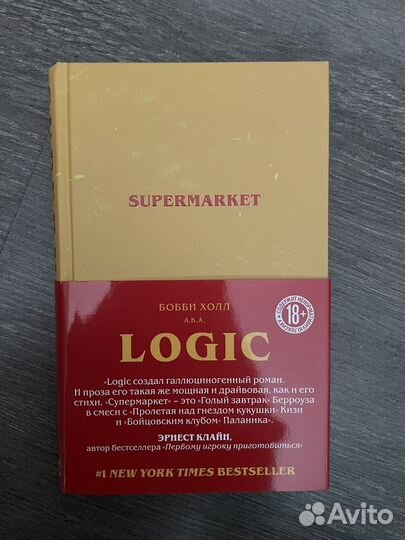 SUPERMARKET
БОББИ ХОЛЛ
A.K.A.
LOGIC
18+
«Logic создал галлюциногенный роман.
И проза его такая же мощная и драйвовая, как и его
стихи. «Супермаркет» – это «Голый завтрак» Берроуза
в смеси с «Пролетая над гнездом кукушки» Кизи
и «Бойцовским клубом» Паланика».
ЭРНЕСТ КЛАЙН,
автор бестселлера «Первому игроку приготовиться»
#1 NEW YORK TIMES BESTSELLER
Avito